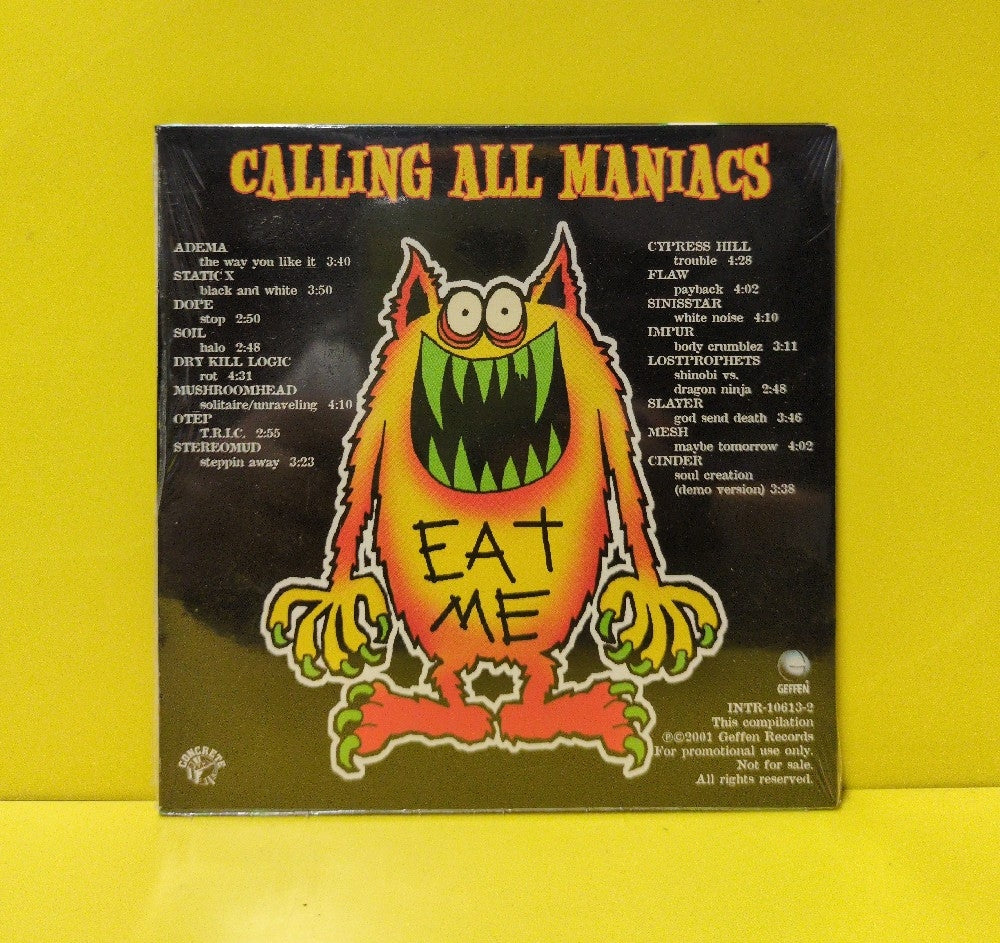 CALLING ALL MANIACS
ADEMA
the way you like it 3:40
STATIC X
black and white 3:50
DOPE
stop 2:50
SOIL
halo 2:48
DRY KILL LOGIC
rot 4:31
MUSHROOMHEAD
solitaire/unraveling 4:10
OTEP
T.R.I.C. 2:55
STEREOMUD
steppin away 3:23
CYPRESS HILL
trouble 4:28
FLAW
payback 4:02
SINISSTAR
white noise 4:10
IMPUR
body crumblez 3:11
LOSTPROPHETS
shinobi vs.
dragon ninja 2:48
SLAYER
god send death 3:46
MESH
maybe tomorrow 4:02
CINDER
soul creation
(demo version) 3:38
EAT
ME
GEFFEN
INTR-10613-2
This compilation
℗©2001 Geffen Records
For promotional use only.
Not for sale.
All rights reserved.
CONCRETE